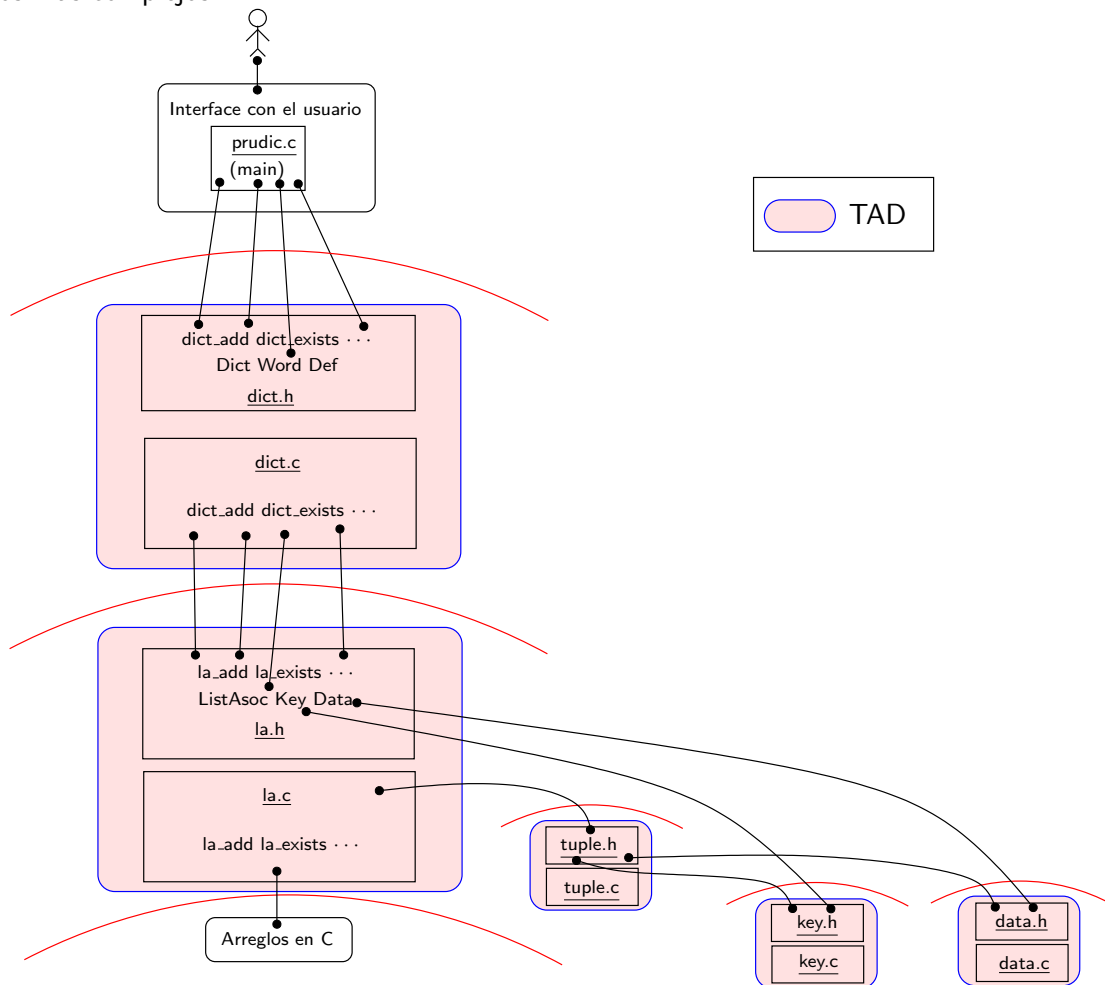 Interface con el usuario
prudic.c
(main)
TAD
dict_add dict_exists ···
Dict Word Def
dict.h
dict.c
dict_add dict_exists ···
la_add la_exists ···
ListAsoc Key Data
la.h
la.c
la_add la_exists ···
Arreglos en C
tuple.h
tuple.c
key.h
key.c
data.h
data.c